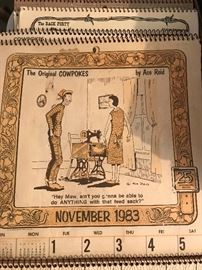 The BACK FORTY
The Original COWPOKES
by Ace Reid
"Hey Maw, ain't you gonna be able to
do ANYTHING with that feed sack?"
NOVEMBER 1983
MON TUE WED THU FRI SAT
1 2 3 4 5